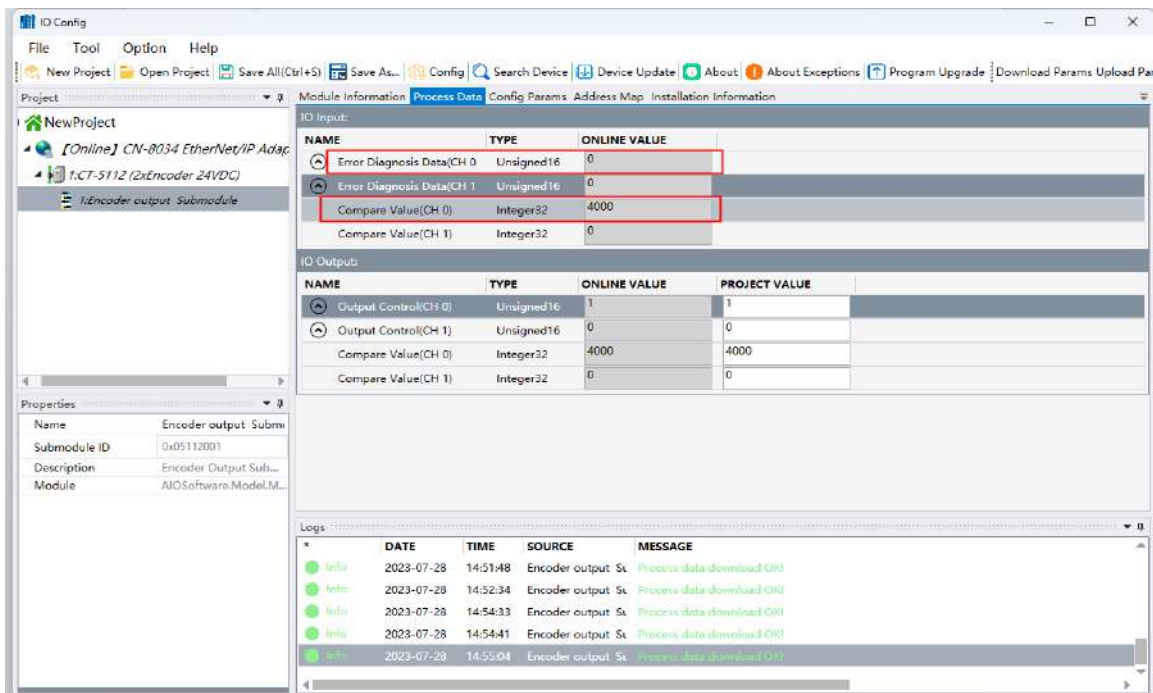 IO Config
File Tool Option Help
New Project Open Project Save All(Ctrl+S) Save As... Config Search Device Device Update About About Exceptions Program Upgrade Download Params Upload Par
Project
Module Information Process Data Config Params Address Map Installation Information
NewProject
[Online] CN-8034 EtherNet/IP Adap
1:CT-5112 (2xEncoder 24VDC)
1:Encoder output Submodule
IO Input:
NAME TYPE ONLINE VALUE
Error Diagnosis Data(CH 0 Unsigned16 0
Error Diagnosis Data(CH 1 Unsigned16 0
Compare Value(CH 0) Integer32 4000
Compare Value(CH 1) Integer32 0
IO Output:
NAME TYPE ONLINE VALUE PROJECT VALUE
Output Control(CH 0) Unsigned16 1 1
Output Control(CH 1) Unsigned16 0 0
Compare Value(CH 0) Integer32 4000 4000
Compare Value(CH 1) Integer32 0 0
Properties
Name Encoder output Subm
Submodule ID 0x05112001
Description Encoder Output Sub...
Module AIOSoftware.Model.M...
Logs
DATE TIME SOURCE MESSAGE
Info 2023-07-28 14:51:48 Encoder output Su Process data download OK!
Info 2023-07-28 14:52:34 Encoder output Su Process data download OK!
Info 2023-07-28 14:54:33 Encoder output Su Process data download OK!
Info 2023-07-28 14:54:41 Encoder output Su Process data download OK!
Info 2023-07-28 14:55:04 Encoder output Su Process data download OK!